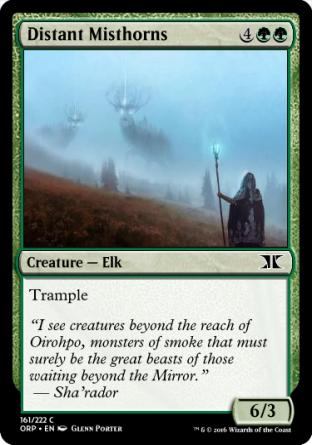 Distant Misthorns 4
Creature — Elk
Trample
“I see creatures beyond the reach of
Oirohpo, monsters of smoke that must
surely be the great beasts of those
waiting beyond the Mirror.”
— Sha'rador
6/3
161/222 C
ORP • EN GLENN PORTER ™ & © 2016 Wizards of the Coast